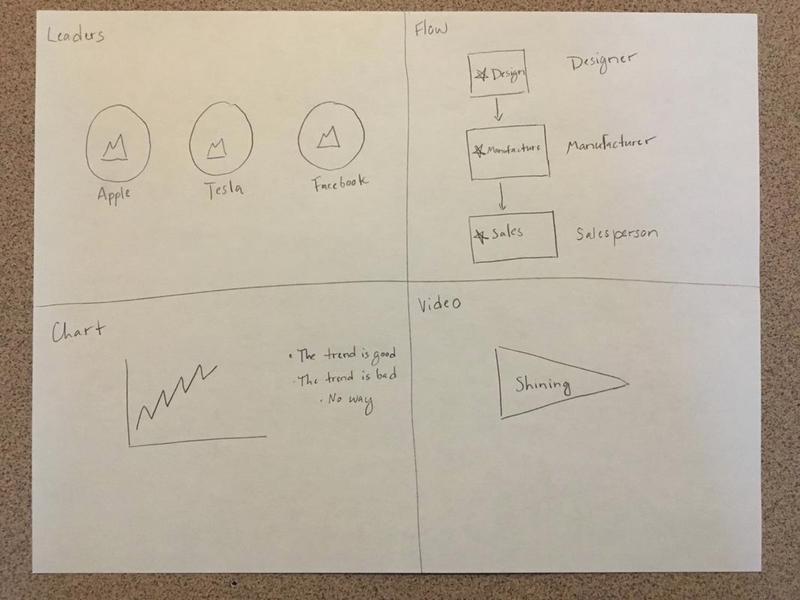 Leaders
Apple
Tesla
Facebook
Flow
Design
Designer
Manufacture
Manufacturer
Sales
Salesperson
Chart
• The trend is good
• The trend is bad
• No way
Video
Shining